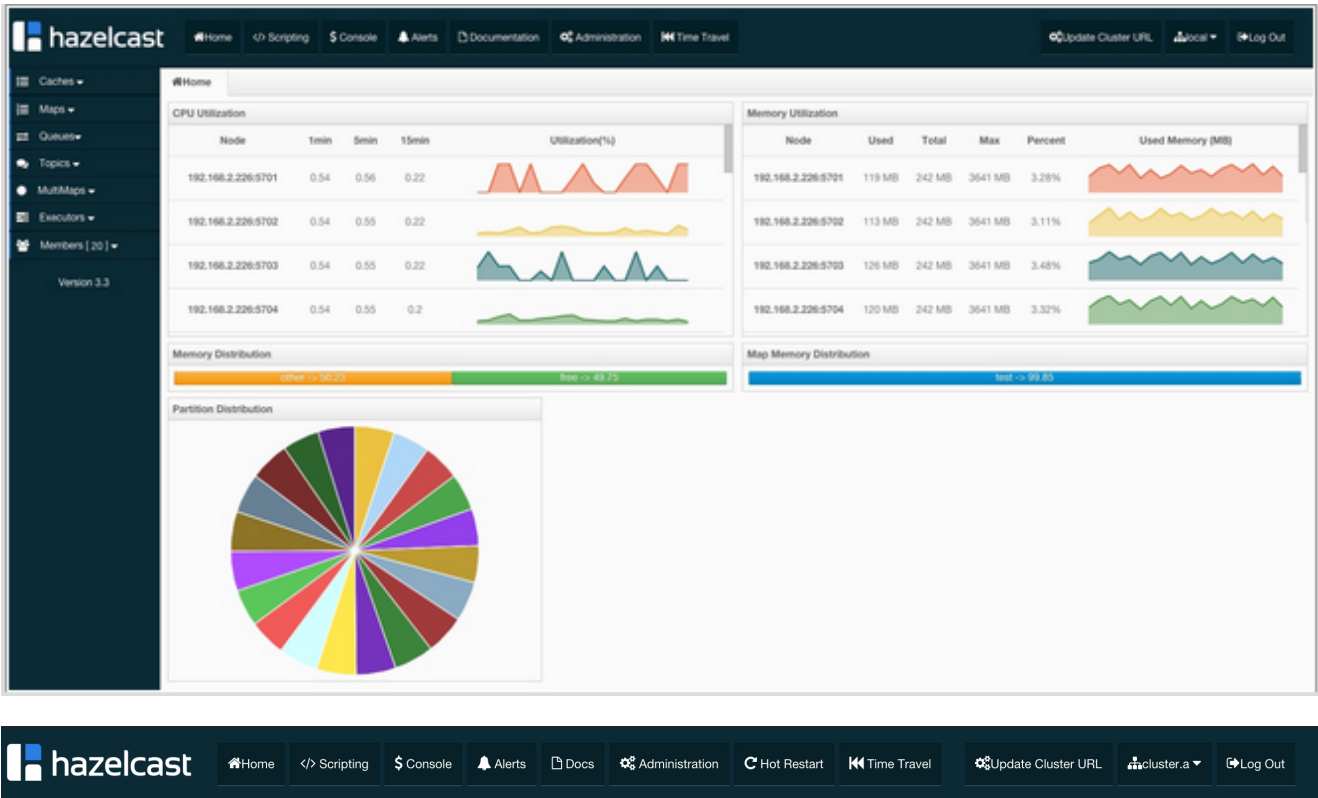 hazelcast Home </> Scripting $ Console Alerts Documentation Administration Time Travel Update Cluster URL local Log Out
Caches
Maps
Queues
Topics
MultiMaps
Executors
Members [ 20 ]
Version 3.3
Home
CPU Utilization
Node 1min 5min 15min Utilization(%)
192.168.2.226:5701 0.54 0.56 0.22
192.168.2.226:5702 0.54 0.55 0.22
192.168.2.226:5703 0.54 0.55 0.22
192.168.2.226:5704 0.54 0.55 0.2
Memory Utilization
Node Used Total Max Percent Used Memory (MB)
192.168.2.226:5701 119 MB 242 MB 3641 MB 3.28%
192.168.2.226:5702 113 MB 242 MB 3641 MB 3.11%
192.168.2.226:5703 126 MB 242 MB 3641 MB 3.48%
192.168.2.226:5704 120 MB 242 MB 3641 MB 3.32%
Memory Distribution
other -> 50.23 free -> 49.75
Map Memory Distribution
test -> 99.85
Partition Distribution
hazelcast Home </> Scripting $ Console Alerts Docs Administration Hot Restart Time Travel Update Cluster URL cluster.a Log Out